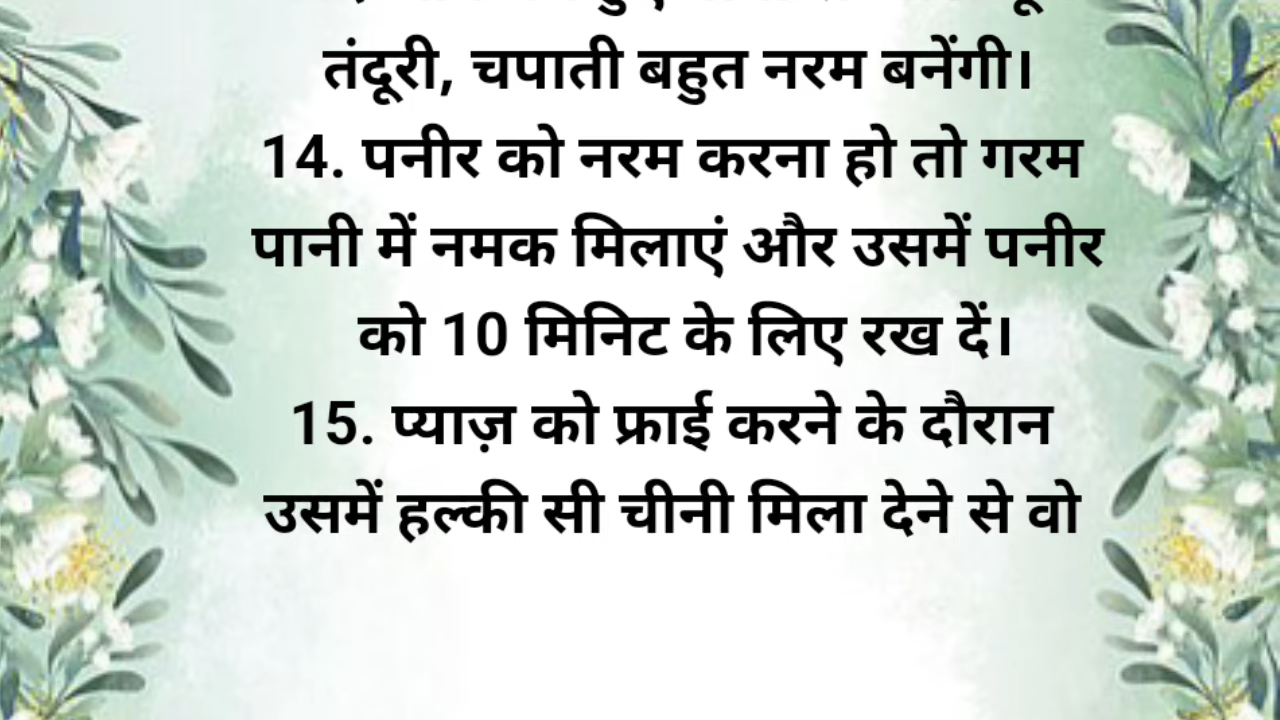 तंदूरी, चपाती बहुत नरम बनेंगी।
14. पनीर को नरम करना हो तो गरम
पानी में नमक मिलाएं और उसमें पनीर
को 10 मिनिट के लिए रख दें।
15. प्याज़ को फ्राई करने के दौरान
उसमें हल्की सी चीनी मिला देने से वो